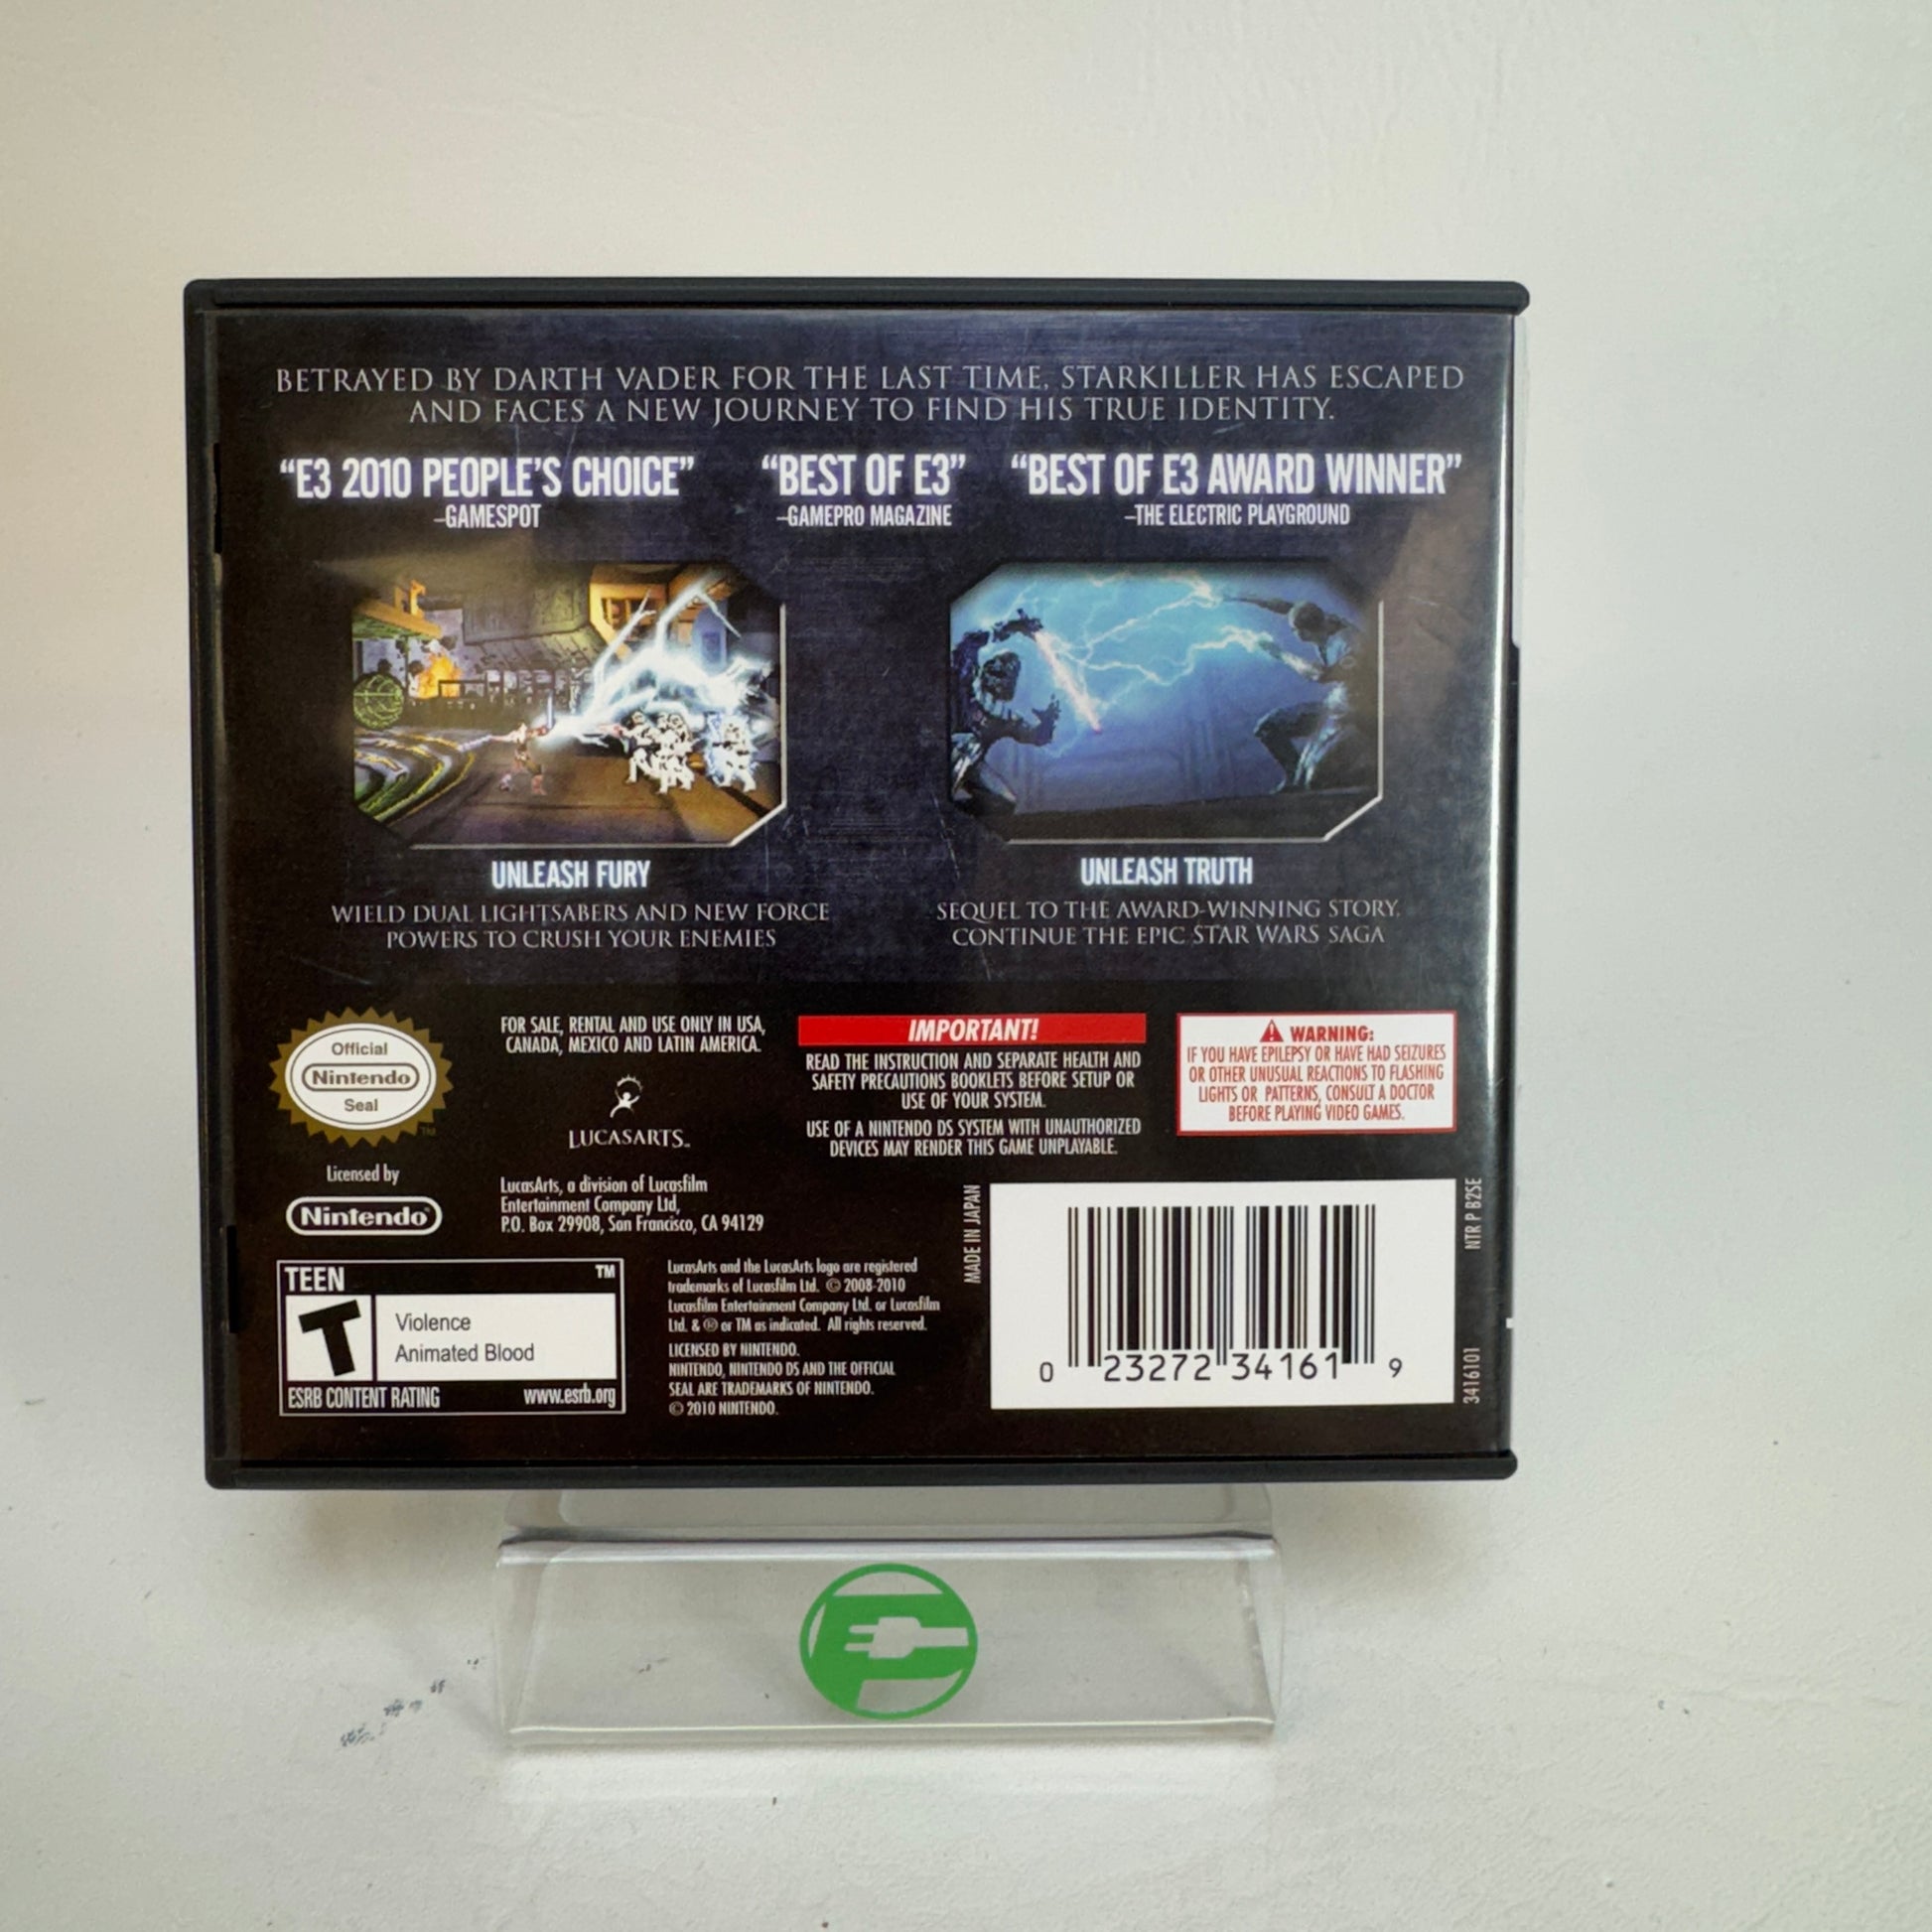 BETRAYED BY DARTH VADER FOR THE LAST TIME, STARKILLER HAS ESCAPED
AND FACES A NEW JOURNEY TO FIND HIS TRUE IDENTITY.
“E3 2010 PEOPLE’S CHOICE”
–GAMESPOT
“BEST OF E3”
–GAMEPRO MAGAZINE
“BEST OF E3 AWARD WINNER”
–THE ELECTRIC PLAYGROUND
UNLEASH FURY
WIELD DUAL LIGHTSABERS AND NEW FORCE
POWERS TO CRUSH YOUR ENEMIES
UNLEASH TRUTH
SEQUEL TO THE AWARD-WINNING STORY.
CONTINUE THE EPIC STAR WARS SAGA
Official
Nintendo
Seal
TM
Licensed by
Nintendo
FOR SALE, RENTAL AND USE ONLY IN USA,
CANADA, MEXICO AND LATIN AMERICA.
LUCASARTS™
LucasArts, a division of Lucasfilm
Entertainment Company Ltd,
P.O. Box 29908, San Francisco, CA 94129
IMPORTANT!
READ THE INSTRUCTION AND SEPARATE HEALTH AND
SAFETY PRECAUTIONS BOOKLETS BEFORE SETUP OR
USE OF YOUR SYSTEM.
USE OF A NINTENDO DS SYSTEM WITH UNAUTHORIZED
DEVICES MAY RENDER THIS GAME UNPLAYABLE.
WARNING:
IF YOU HAVE EPILEPSY OR HAVE HAD SEIZURES
OR OTHER UNUSUAL REACTIONS TO FLASHING
LIGHTS OR PATTERNS, CONSULT A DOCTOR
BEFORE PLAYING VIDEO GAMES.
TEEN
TM
T
Violence
Animated Blood
ESRB CONTENT RATING
www.esrb.org
LucasArts and the LucasArts logo are registered
trademarks of Lucasfilm Ltd. © 2008-2010
Lucasfilm Entertainment Company Ltd. or Lucasfilm
Ltd. & ® or TM as indicated. All rights reserved.
LICENSED BY NINTENDO.
NINTENDO, NINTENDO DS AND THE OFFICIAL
SEAL ARE TRADEMARKS OF NINTENDO.
© 2010 NINTENDO.
MADE IN JAPAN
0 23272 34161 9
NTR P B2SE
3416101